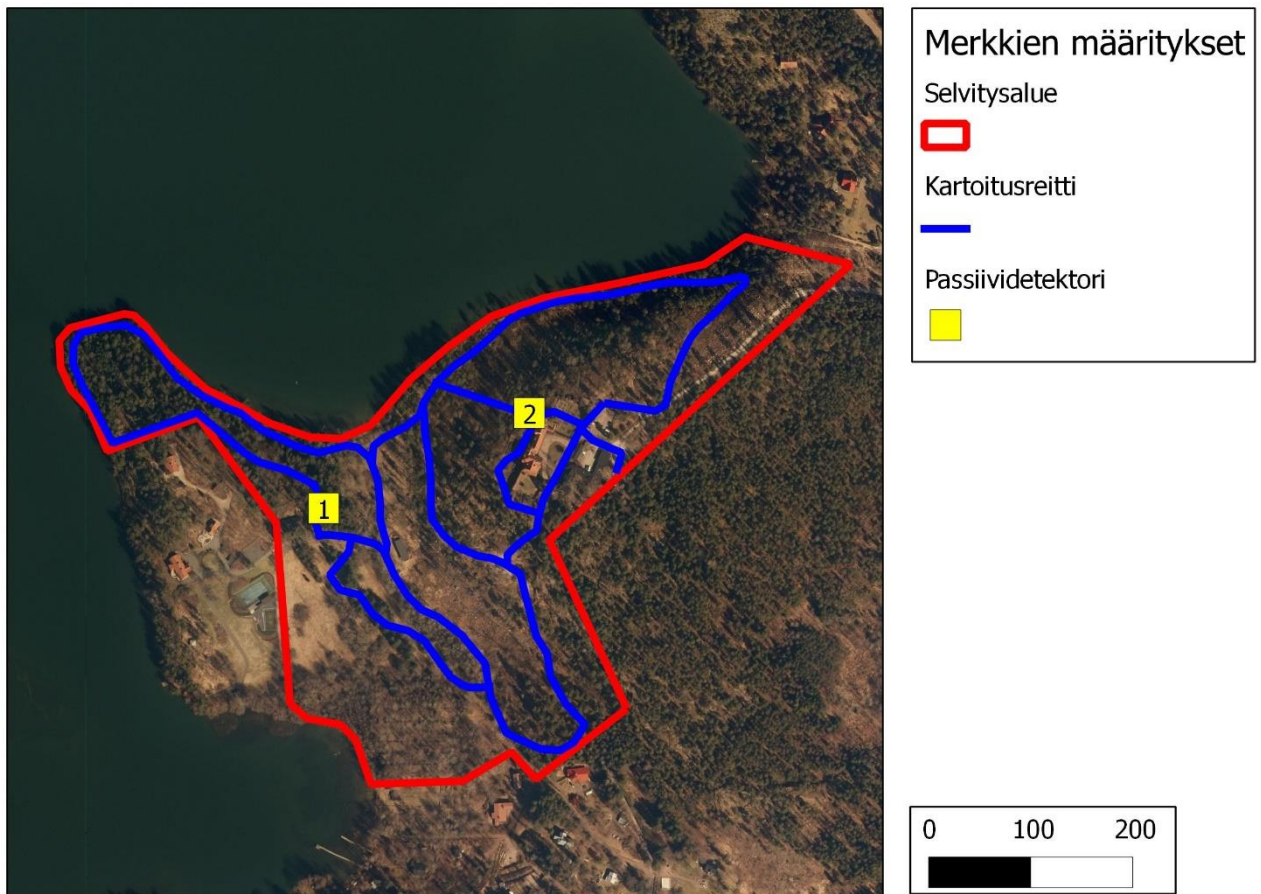 Merkkien määritykset
Selvitysalue
Kartoitusreitti
Passiividetektori
2
1
0 100 200